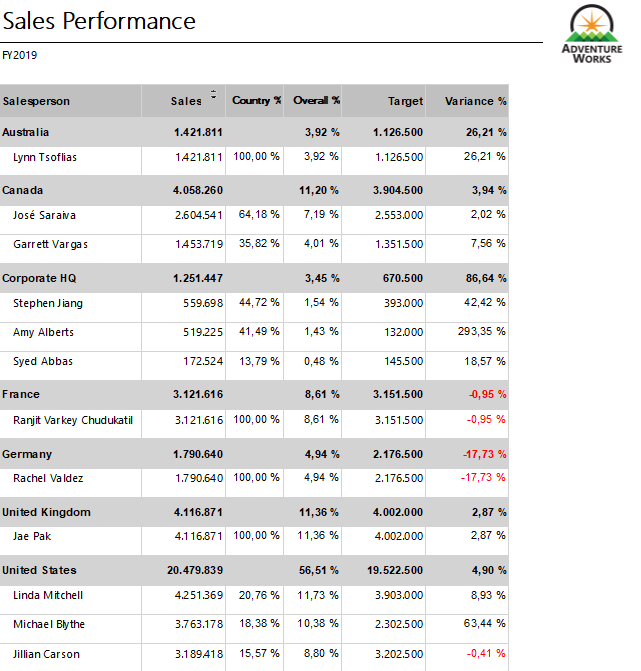 Sales Performance
ADVENTURE
WORKS
FY2019
Salesperson Sales Country % Overall % Target Variance %
Australia 1.421.811 3,92 % 1.126.500 26,21 %
Lynn Tsoflias 1.421.811 100,00 % 3,92 % 1.126.500 26,21 %
Canada 4.058.260 11,20 % 3.904.500 3,94 %
José Saraiva 2.604.541 64,18 % 7,19 % 2.553.000 2,02 %
Garrett Vargas 1.453.719 35,82 % 4,01 % 1.351.500 7,56 %
Corporate HQ 1.251.447 3,45 % 670.500 86,64 %
Stephen Jiang 559.698 44,72 % 1,54 % 393.000 42,42 %
Amy Alberts 519.225 41,49 % 1,43 % 132.000 293,35 %
Syed Abbas 172.524 13,79 % 0,48 % 145.500 18,57 %
France 3.121.616 8,61 % 3.151.500 -0,95 %
Ranjit Varkey Chudukatil 3.121.616 100,00 % 8,61 % 3.151.500 -0,95 %
Germany 1.790.640 4,94 % 2.176.500 -17,73 %
Rachel Valdez 1.790.640 100,00 % 4,94 % 2.176.500 -17,73 %
United Kingdom 4.116.871 11,36 % 4.002.000 2,87 %
Jae Pak 4.116.871 100,00 % 11,36 % 4.002.000 2,87 %
United States 20.479.839 56,51 % 19.522.500 4,90 %
Linda Mitchell 4.251.369 20,76 % 11,73 % 3.903.000 8,93 %
Michael Blythe 3.763.178 18,38 % 10,38 % 2.302.500 63,44 %
Jillian Carson 3.189.418 15,57 % 8,80 % 3.202.500 -0,41 %